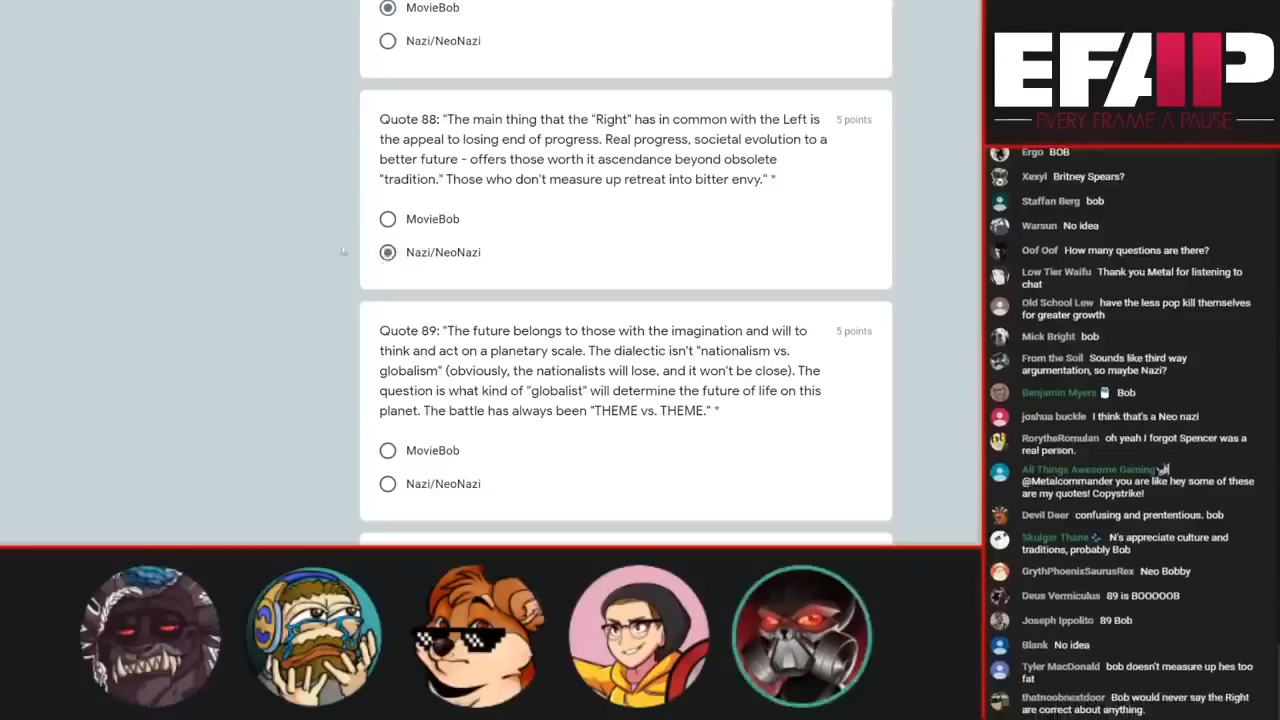 MovieBob
Nazi/NeoNazi
Quote 88: "The main thing that the "Right" has in common with the Left is
5 points
the appeal to losing end of progress. Real progress, societal evolution to a
better future - offers those worth it ascendance beyond obsolete
"tradition." Those who don't measure up retreat into bitter envy." *
MovieBob
Nazi/NeoNazi
Quote 89: "The future belongs to those with the imagination and will to
5 points
think and act on a planetary scale. The dialectic isn't "nationalism vs.
globalism" (obviously, the nationalists will lose, and it won't be close). The
question is what kind of "globalist" will determine the future of life on this
planet. The battle has always been "THEME vs. THEME." *
MovieBob
Nazi/NeoNazi
EFAP
EVERY FRAME A PAUSE
Ergo BOB
Xexyl Britney Spears?
Staffan Berg bob
Warsun No idea
Oof Oof How many questions are there?
Low Tier Waifu Thank you Metal for listening to
chat
Old School Lew have the less pop kill themselves
for greater growth
Mick Bright bob
From the Soil Sounds like third way
argumentation, so maybe Nazi?
Benjamin Myers Bob
joshua buckle I think that's a Neo nazi
RorytheRomulan oh yeah I forgot Spencer was a
real person.
All Things Awesome Gaming
@Metalcommander you are like hey some of these
are my quotes! Copystrike!
Devil Deer confusing and prententious. bob
Skulgar Thane N's appreciate culture and
traditions, probably Bob
GrythPhoenixSaurusRex Neo Bobby
Deus Vermiculus 89 is BOOOOOB
Joseph Ippolito 89 Bob
Blank No idea
Tyler MacDonald bob doesn't measure up hes too
fat
thatnoobnextdoor Bob would never say the Right
are correct about anything.